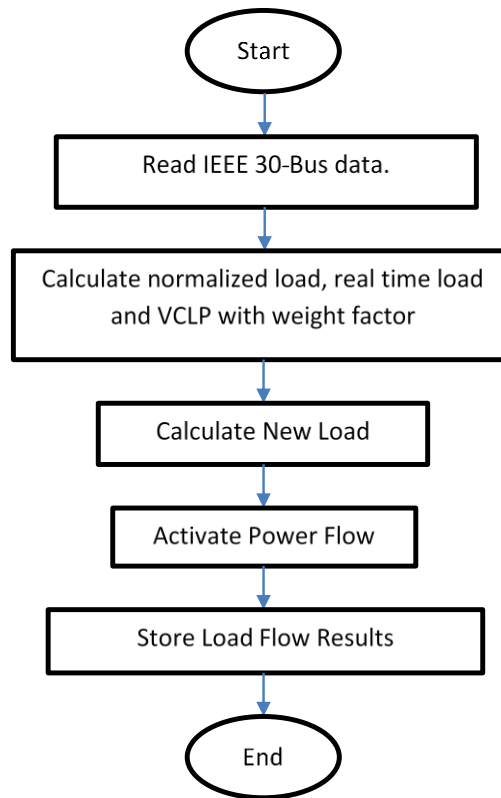 Start
Read IEEE 30-Bus data.
Calculate normalized load, real time load
and VCLP with weight factor
Calculate New Load
Activate Power Flow
Store Load Flow Results
End